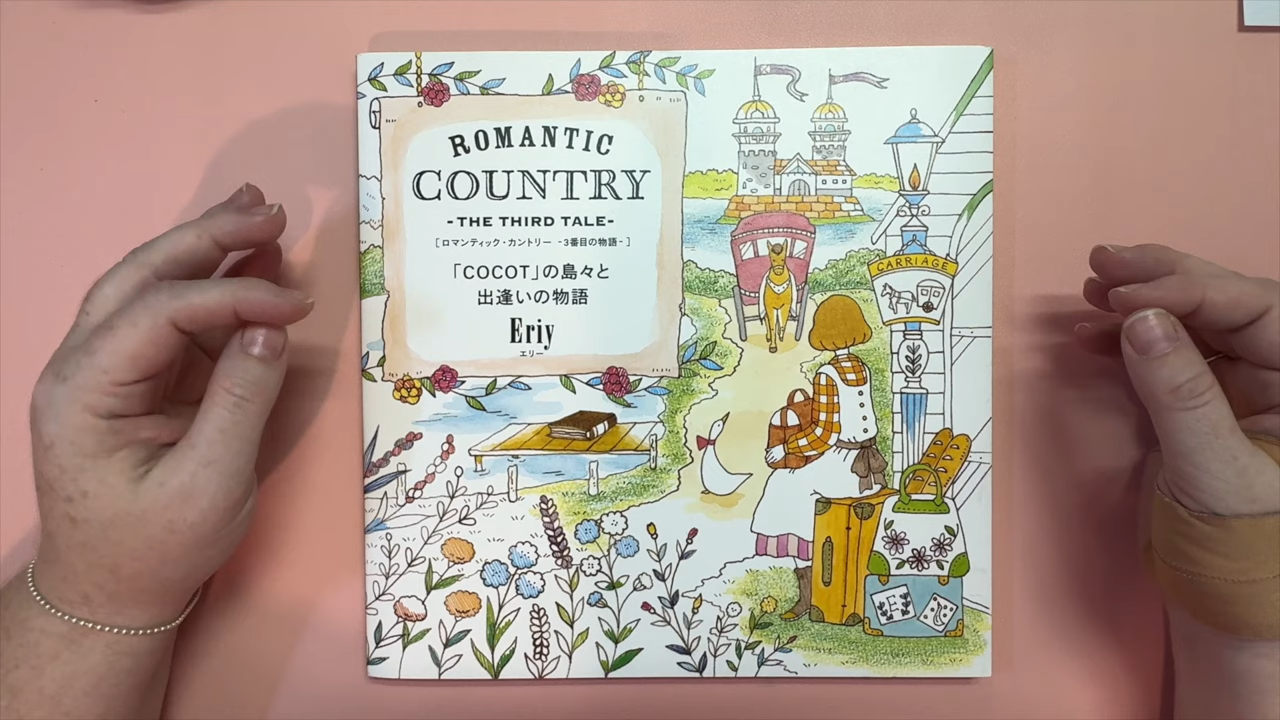 ROMANTIC
COUNTRY
-THE THIRD TALE-
[ロマンティック・カントリー -3番目の物語-]
「COCOT」の島々と
出逢いの物語
Eriy
エリー
CARRIAGE
E